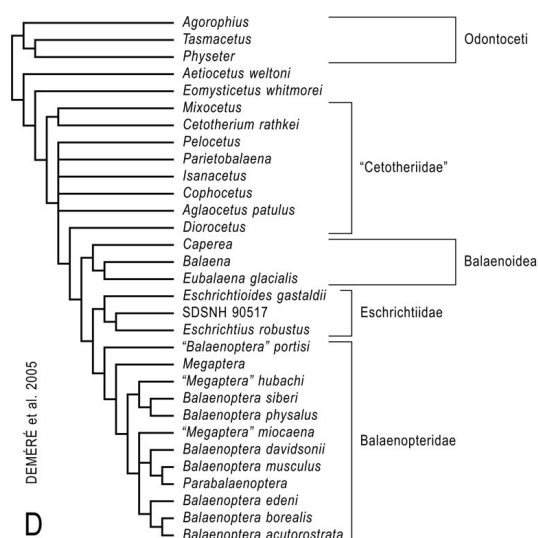 Agorophius
Tasmacetus
Physeter
Odontoceti
Aetiocetus weltoni
Eomysticetus whitmorei
Mixocetus
Cetotherium rathkei
Pelocetus
Parietobalaena
Isanacetus
Cophocetus
Aglaocetus patulus
Diorocetus
“Cetotheriidae”
Caperea
Balaena
Eubalaena glacialis
Balaenoidea
Eschrichtioides gastaldii
SDSNH 90517
Eschrichtius robustus
Eschrichtiidae
“Balaenoptera” portisi
Megaptera
“Megaptera” hubachi
Balaenoptera siberi
Balaenoptera physalus
“Megaptera” miocaena
Balaenoptera davidsonii
Balaenoptera musculus
Parabalaenoptera
Balaenoptera edeni
Balaenoptera borealis
Balaenoptera acutorostrata
Balaenopteridae
DEMÉRÉ et al. 2005
D